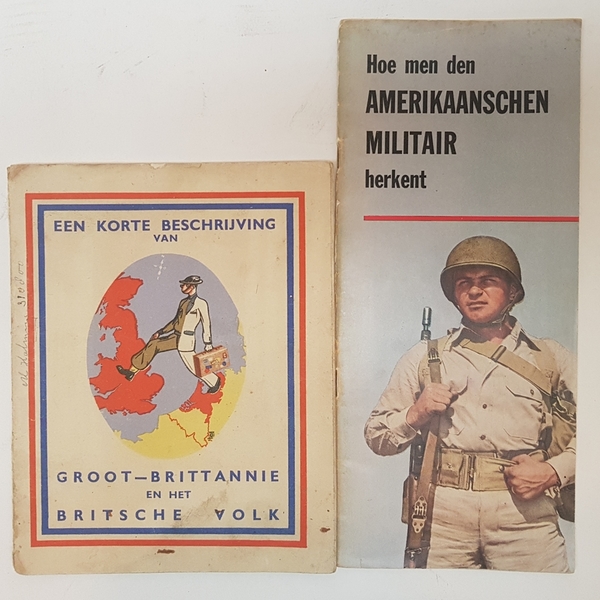 EEN KORTE BESCHRIJVING
VAN
GROOT-BRITTANNIE
EN HET
BRITSCHE VOLK
Hoe men den
AMERIKAANSCHEN
MILITAIR
herkent